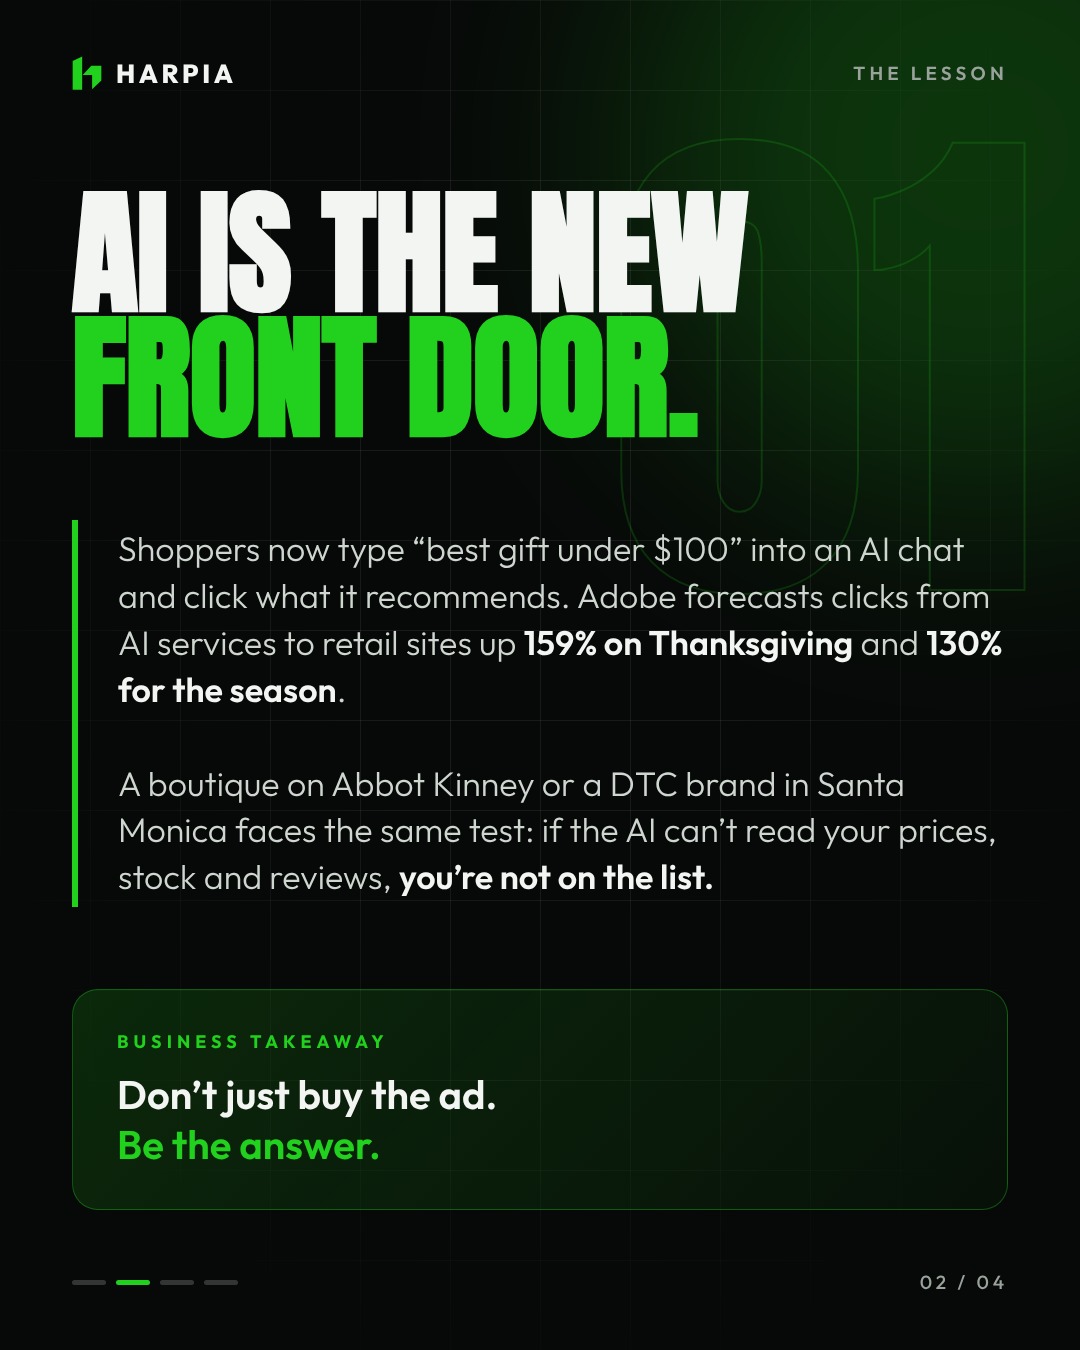 HARPIA
THE LESSON
01
AI IS THE NEW
FRONT DOOR.
Shoppers now type “best gift under $100” into an AI chat
and click what it recommends. Adobe forecasts clicks from
AI services to retail sites up 159% on Thanksgiving and 130%
for the season.
A boutique on Abbot Kinney or a DTC brand in Santa
Monica faces the same test: if the AI can’t read your prices,
stock and reviews, you’re not on the list.
BUSINESS TAKEAWAY
Don’t just buy the ad.
Be the answer.
02 / 04